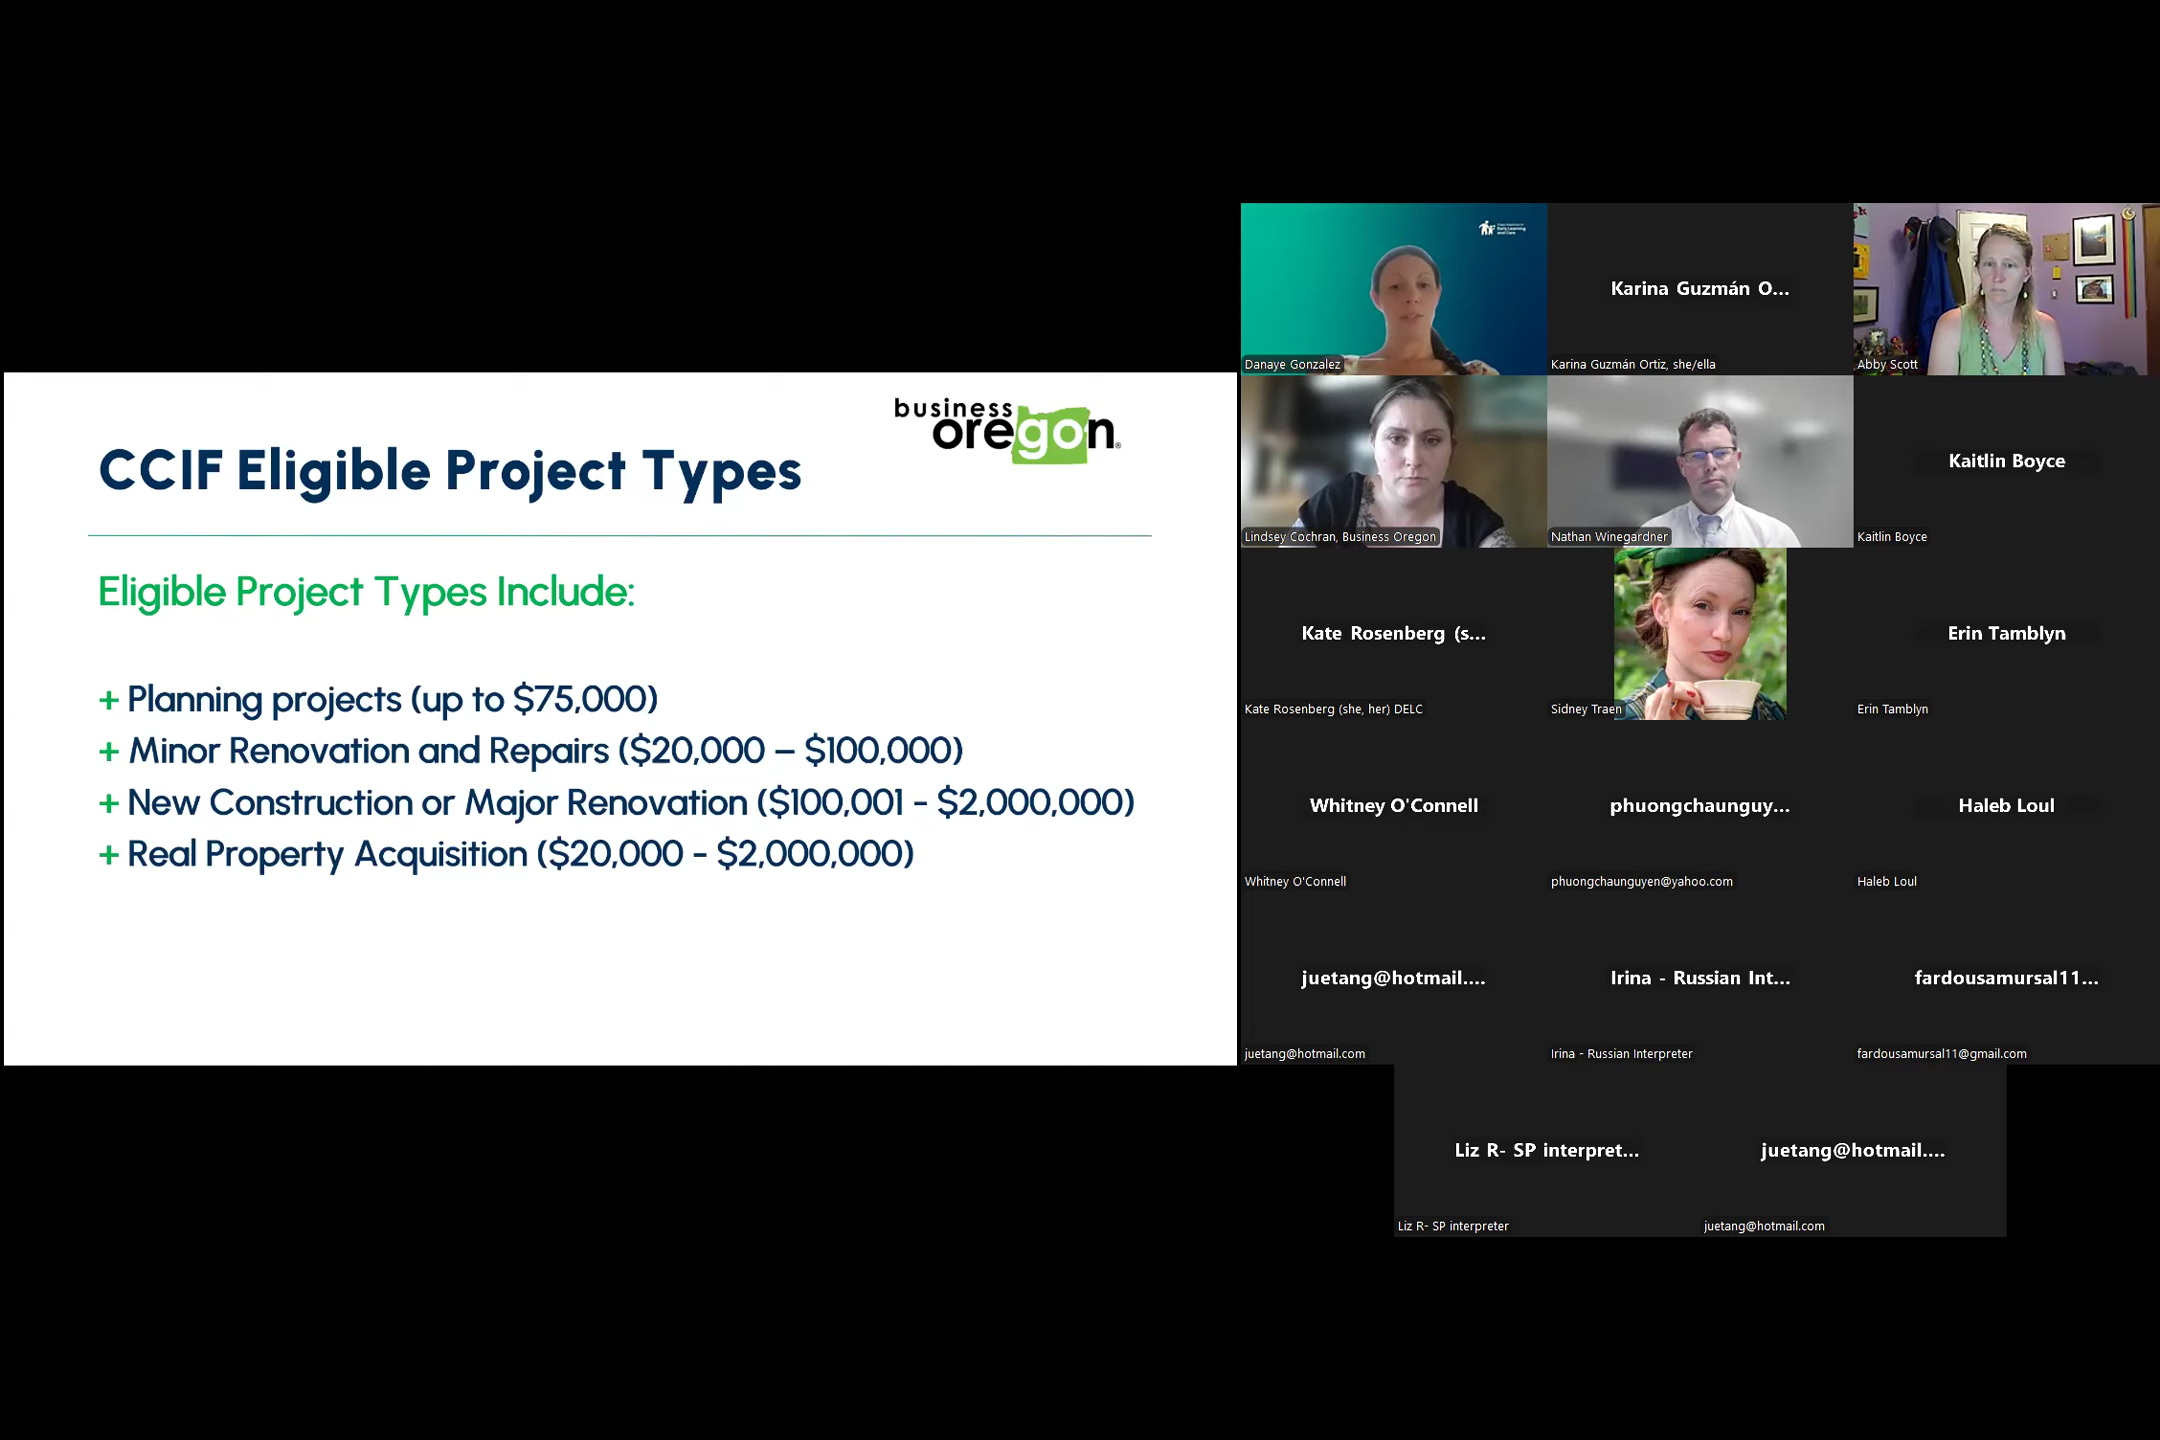 business
oregon
CCIF Eligible Project Types
Eligible Project Types Include:
+ Planning projects (up to $75,000)
+ Minor Renovation and Repairs ($20,000 – $100,000)
+ New Construction or Major Renovation ($100,001 - $2,000,000)
+ Real Property Acquisition ($20,000 - $2,000,000)
Early Learning
and Care
Danaye Gonzalez
Karina Guzmán O...
Karina Guzmán Ortiz, she/ella
Abby Scott
Lindsey Cochran, Business Oregon
Nathan Winegardner
Kaitlin Boyce
Kaitlin Boyce
Kate Rosenberg (s...
Kate Rosenberg (she, her) DELC
Sidney Traen
Erin Tamblyn
Erin Tamblyn
Whitney O'Connell
Whitney O'Connell
phuongchaunguy...
phuongchaunguyen@yahoo.com
Haleb Loul
Haleb Loul
juetang@hotmail....
juetang@hotmail.com
Irina - Russian Int...
Irina - Russian Interpreter
fardousamursal11...
fardousamursal11@gmail.com
Liz R- SP interpret...
Liz R- SP interpreter
juetang@hotmail....
juetang@hotmail.com